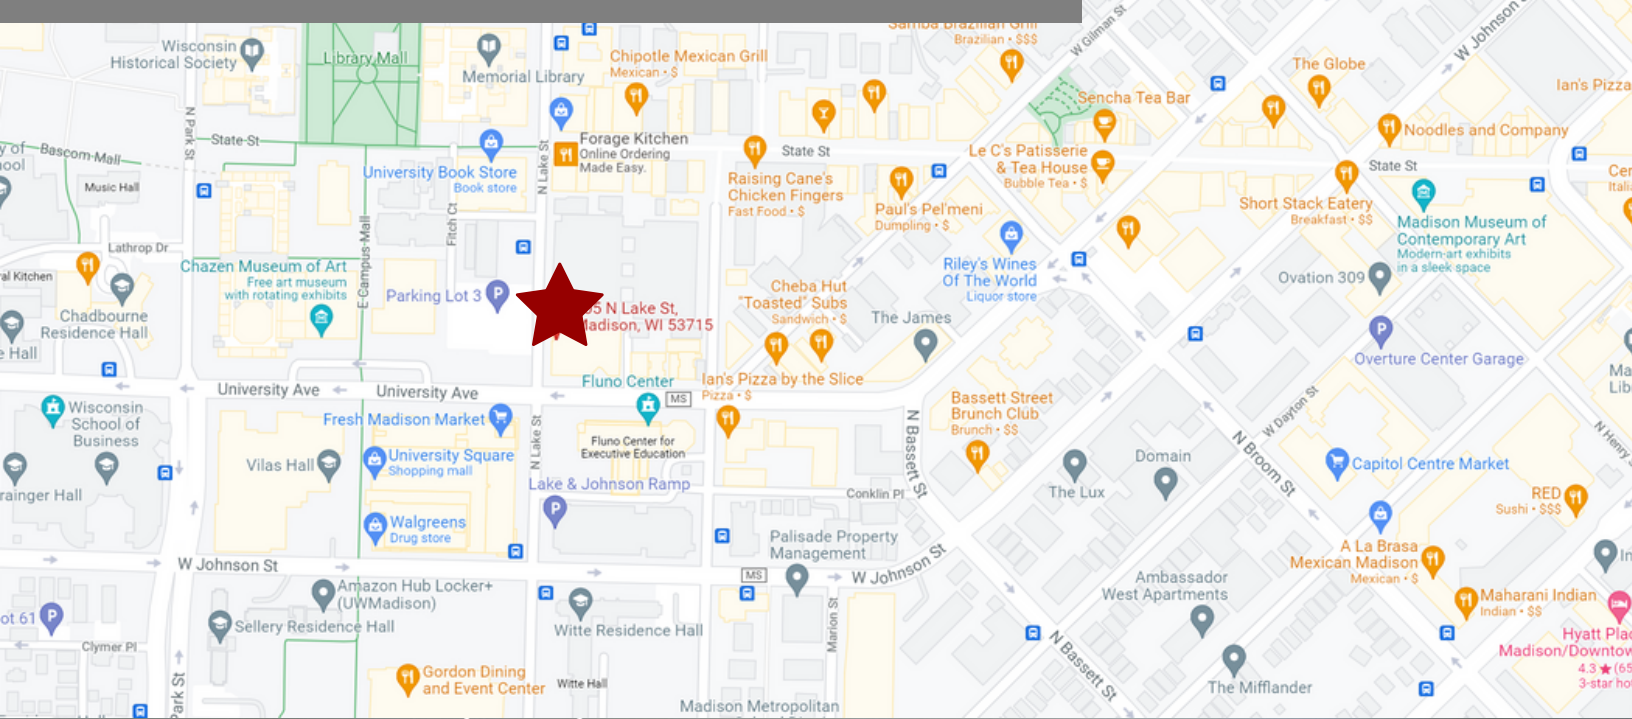 Samba Brazilian Grill
Brazilian • $$$
W Gilman St
W Johnson St
Wisconsin
Historical Society
Library Mall
Memorial Library
Chipotle Mexican Grill
Mexican • $
The Globe
Ian's Pizza
Sencha Tea Bar
Noodles and Company
N Park St
State St
Bascom Mall
Music Hall
University Book Store
Book store
N Lake St
Forage Kitchen
Online Ordering
Made Easy.
State St
Raising Cane's
Chicken Fingers
Fast Food • $
Le C's Patisserie
& Tea House
Bubble Tea • $
Paul's Pel'meni
Dumpling • $
State St
Short Stack Eatery
Breakfast • $$
Madison Museum of
Contemporary Art
Modern-art exhibits
in a sleek space
Fitch Ct
E Campus Mall
Lathrop Dr
Chazen Museum of Art
Free art museum
with rotating exhibits
Parking Lot 3
Riley's Wines
Of The World
Liquor store
Ovation 309
Chadbourne
Residence Hall
5 N Lake St,
Madison, WI 53715
Cheba Hut
"Toasted" Subs
Sandwich • $
The James
Overture Center Garage
University Ave
University Ave
Fluno Center
MS
Ian's Pizza by the Slice
Pizza • $
Bassett Street
Brunch Club
Brunch • $$
W Dayton St
Wisconsin
School of
Business
Fresh Madison Market
N Lake St
Fluno Center for
Executive Education
N Bassett St
N Broom St
N Henry
Vilas Hall
University Square
Shopping mall
Lake & Johnson Ramp
Conklin Pl
The Lux
Domain
Capitol Centre Market
RED
Sushi • $$$
Walgreens
Drug store
Palisade Property
Management
A La Brasa
Mexican Madison
Mexican • $
W Johnson St
MS
W Johnson St
Amazon Hub Locker+
(UWMadison)
Ambassador
West Apartments
Maharani Indian
Indian • $$
Sellery Residence Hall
Witte Residence Hall
Marion St
N Bassett St
Clymer Pl
Park St
Gordon Dining
and Event Center
Witte Hall
Madison Metropolitan
The Mifflander
Hyatt Plac
Madison/Downtow
4.3 ★ (65
3-star hot